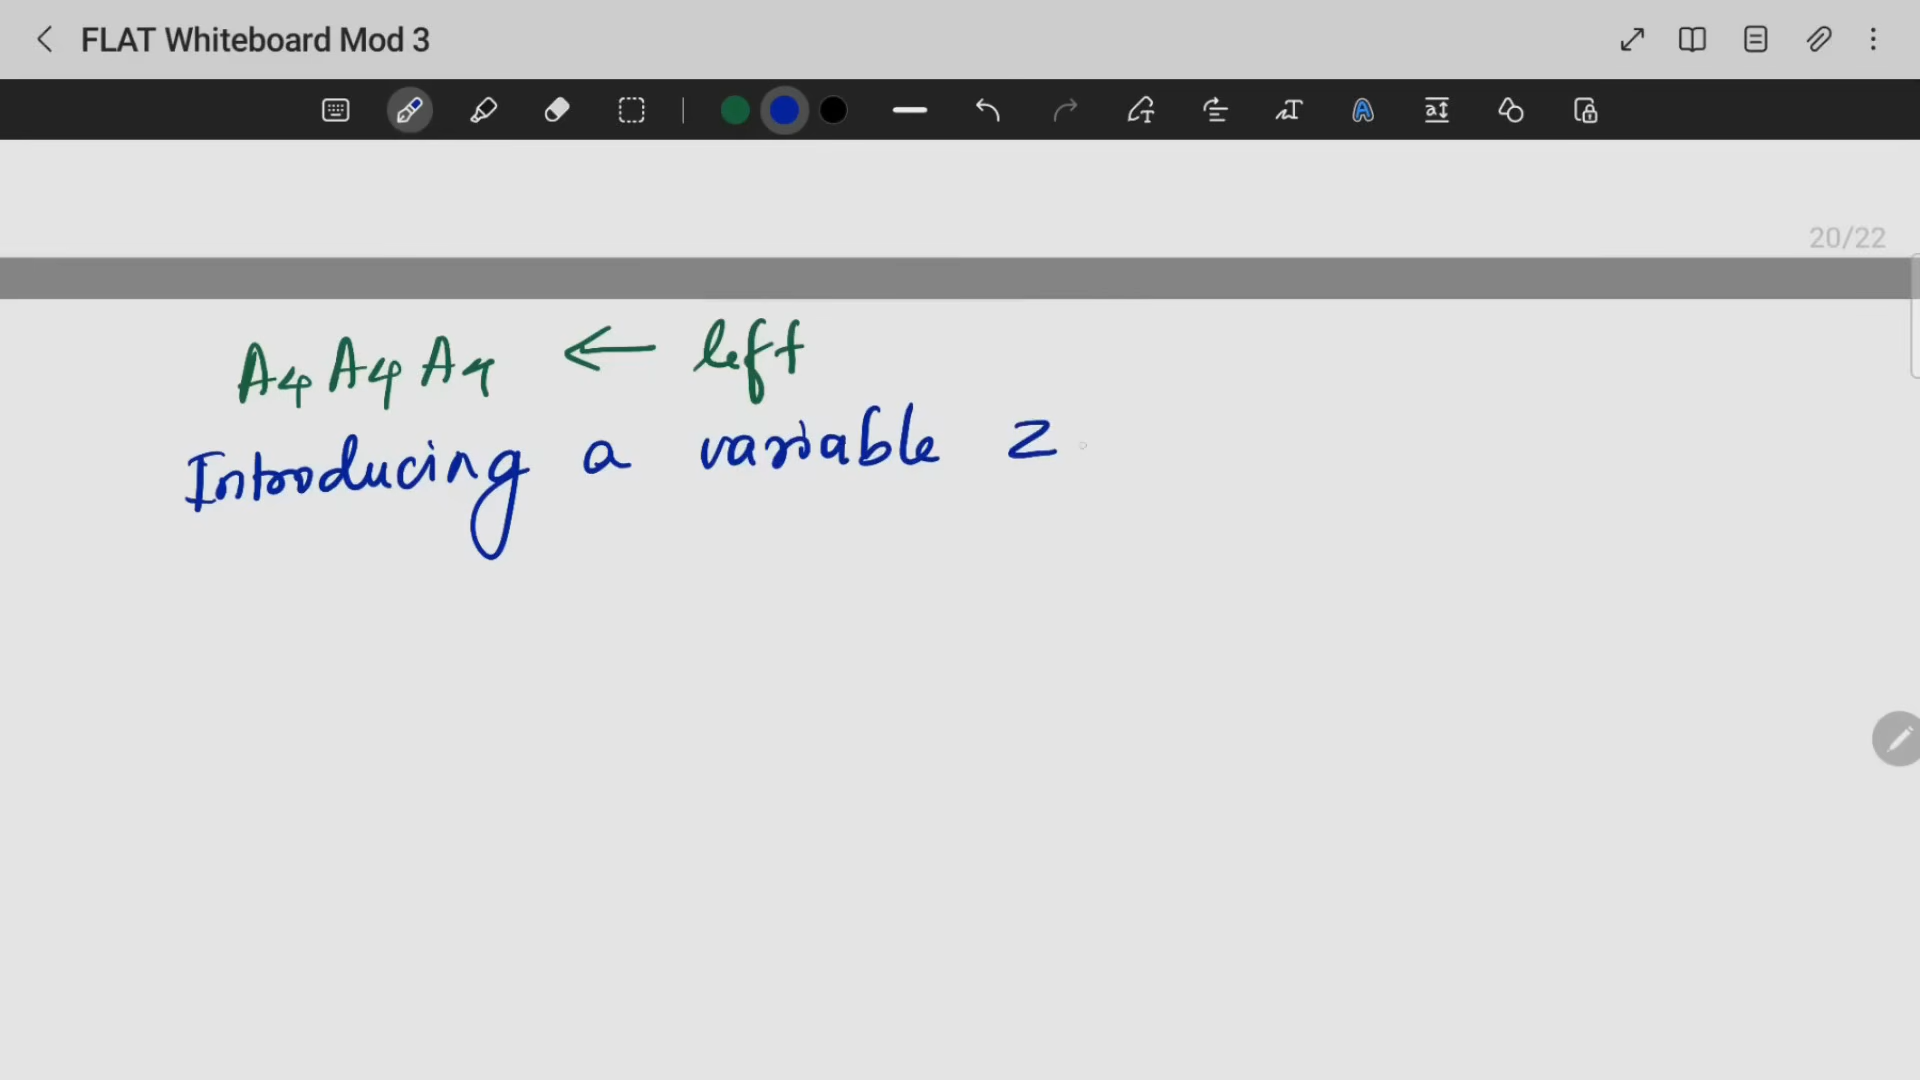 FLAT Whiteboard Mod 3
20/22
A₄ A₄ A₄ ← left
Introducing a variable Z